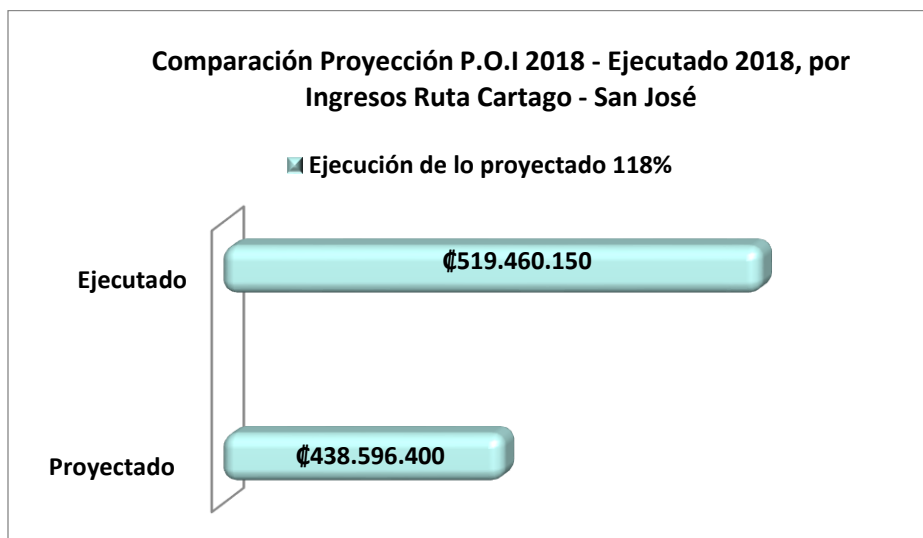 Comparación Proyección P.O.I 2018 - Ejecutado 2018, por
Ingresos Ruta Cartago - San José
Ejecución de lo proyectado 118%
Ejecutado
₡519.460.150
Proyectado
₡438.596.400